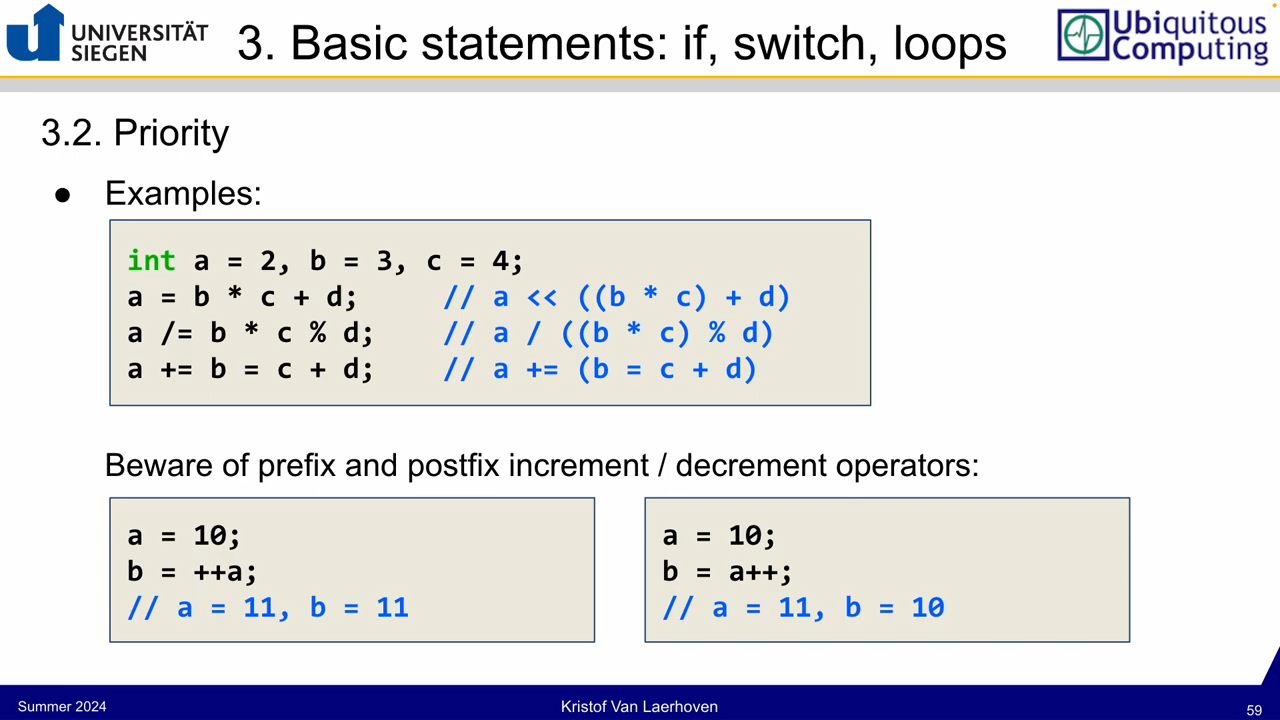 UNIVERSITÄT
SIEGEN
3. Basic statements: if, switch, loops
Ubiquitous
Computing
3.2. Priority
● Examples:
int a = 2, b = 3, c = 4;
a = b * c + d; // a << ((b * c) + d)
a /= b * c % d; // a / ((b * c) % d)
a += b = c + d; // a += (b = c + d)
Beware of prefix and postfix increment / decrement operators:
a = 10;
b = ++a;
// a = 11, b = 11
a = 10;
b = a++;
// a = 11, b = 10
Summer 2024
Kristof Van Laerhoven
59